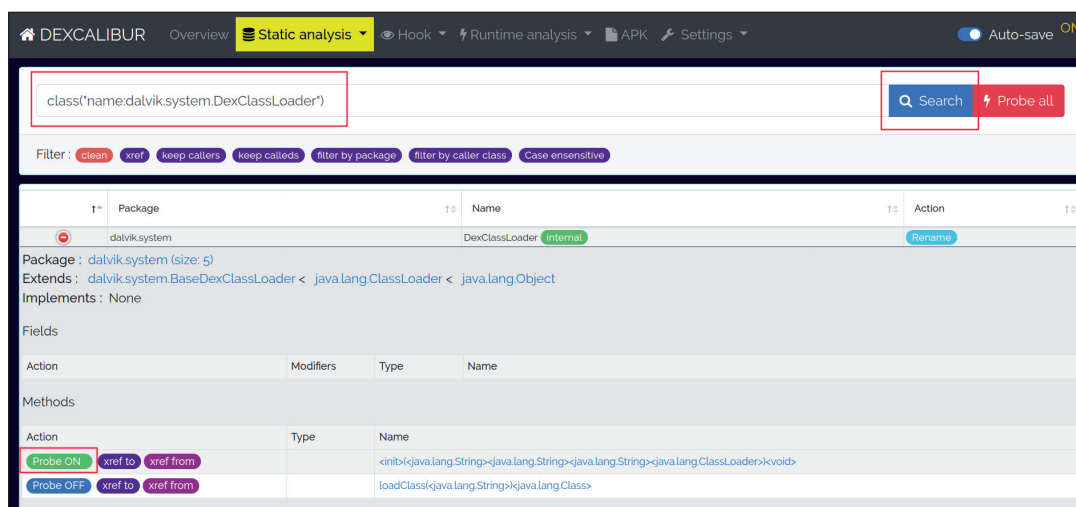 DEXCALIBUR Overview Static analysis Hook Runtime analysis APK Settings Auto-save ON
class("name:dalvik.system.DexClassLoader") Search Probe all
Filter : clean xref keep callers keep calleds filter by package filter by caller class Case ensensitive
Package Name Action
dalvik.system DexClassLoader internal Rename
Package : dalvik.system (size: 5)
Extends : dalvik.system.BaseDexClassLoader < java.lang.ClassLoader < java.lang.Object
Implements : None
Fields
Action Modifiers Type Name
Methods
Action Type Name
Probe ON xref to xref from <init>(<java.lang.String><java.lang.String><java.lang.String><java.lang.ClassLoader>)<void>
Probe OFF xref to xref from loadClass(<java.lang.String>)<java.lang.Class>